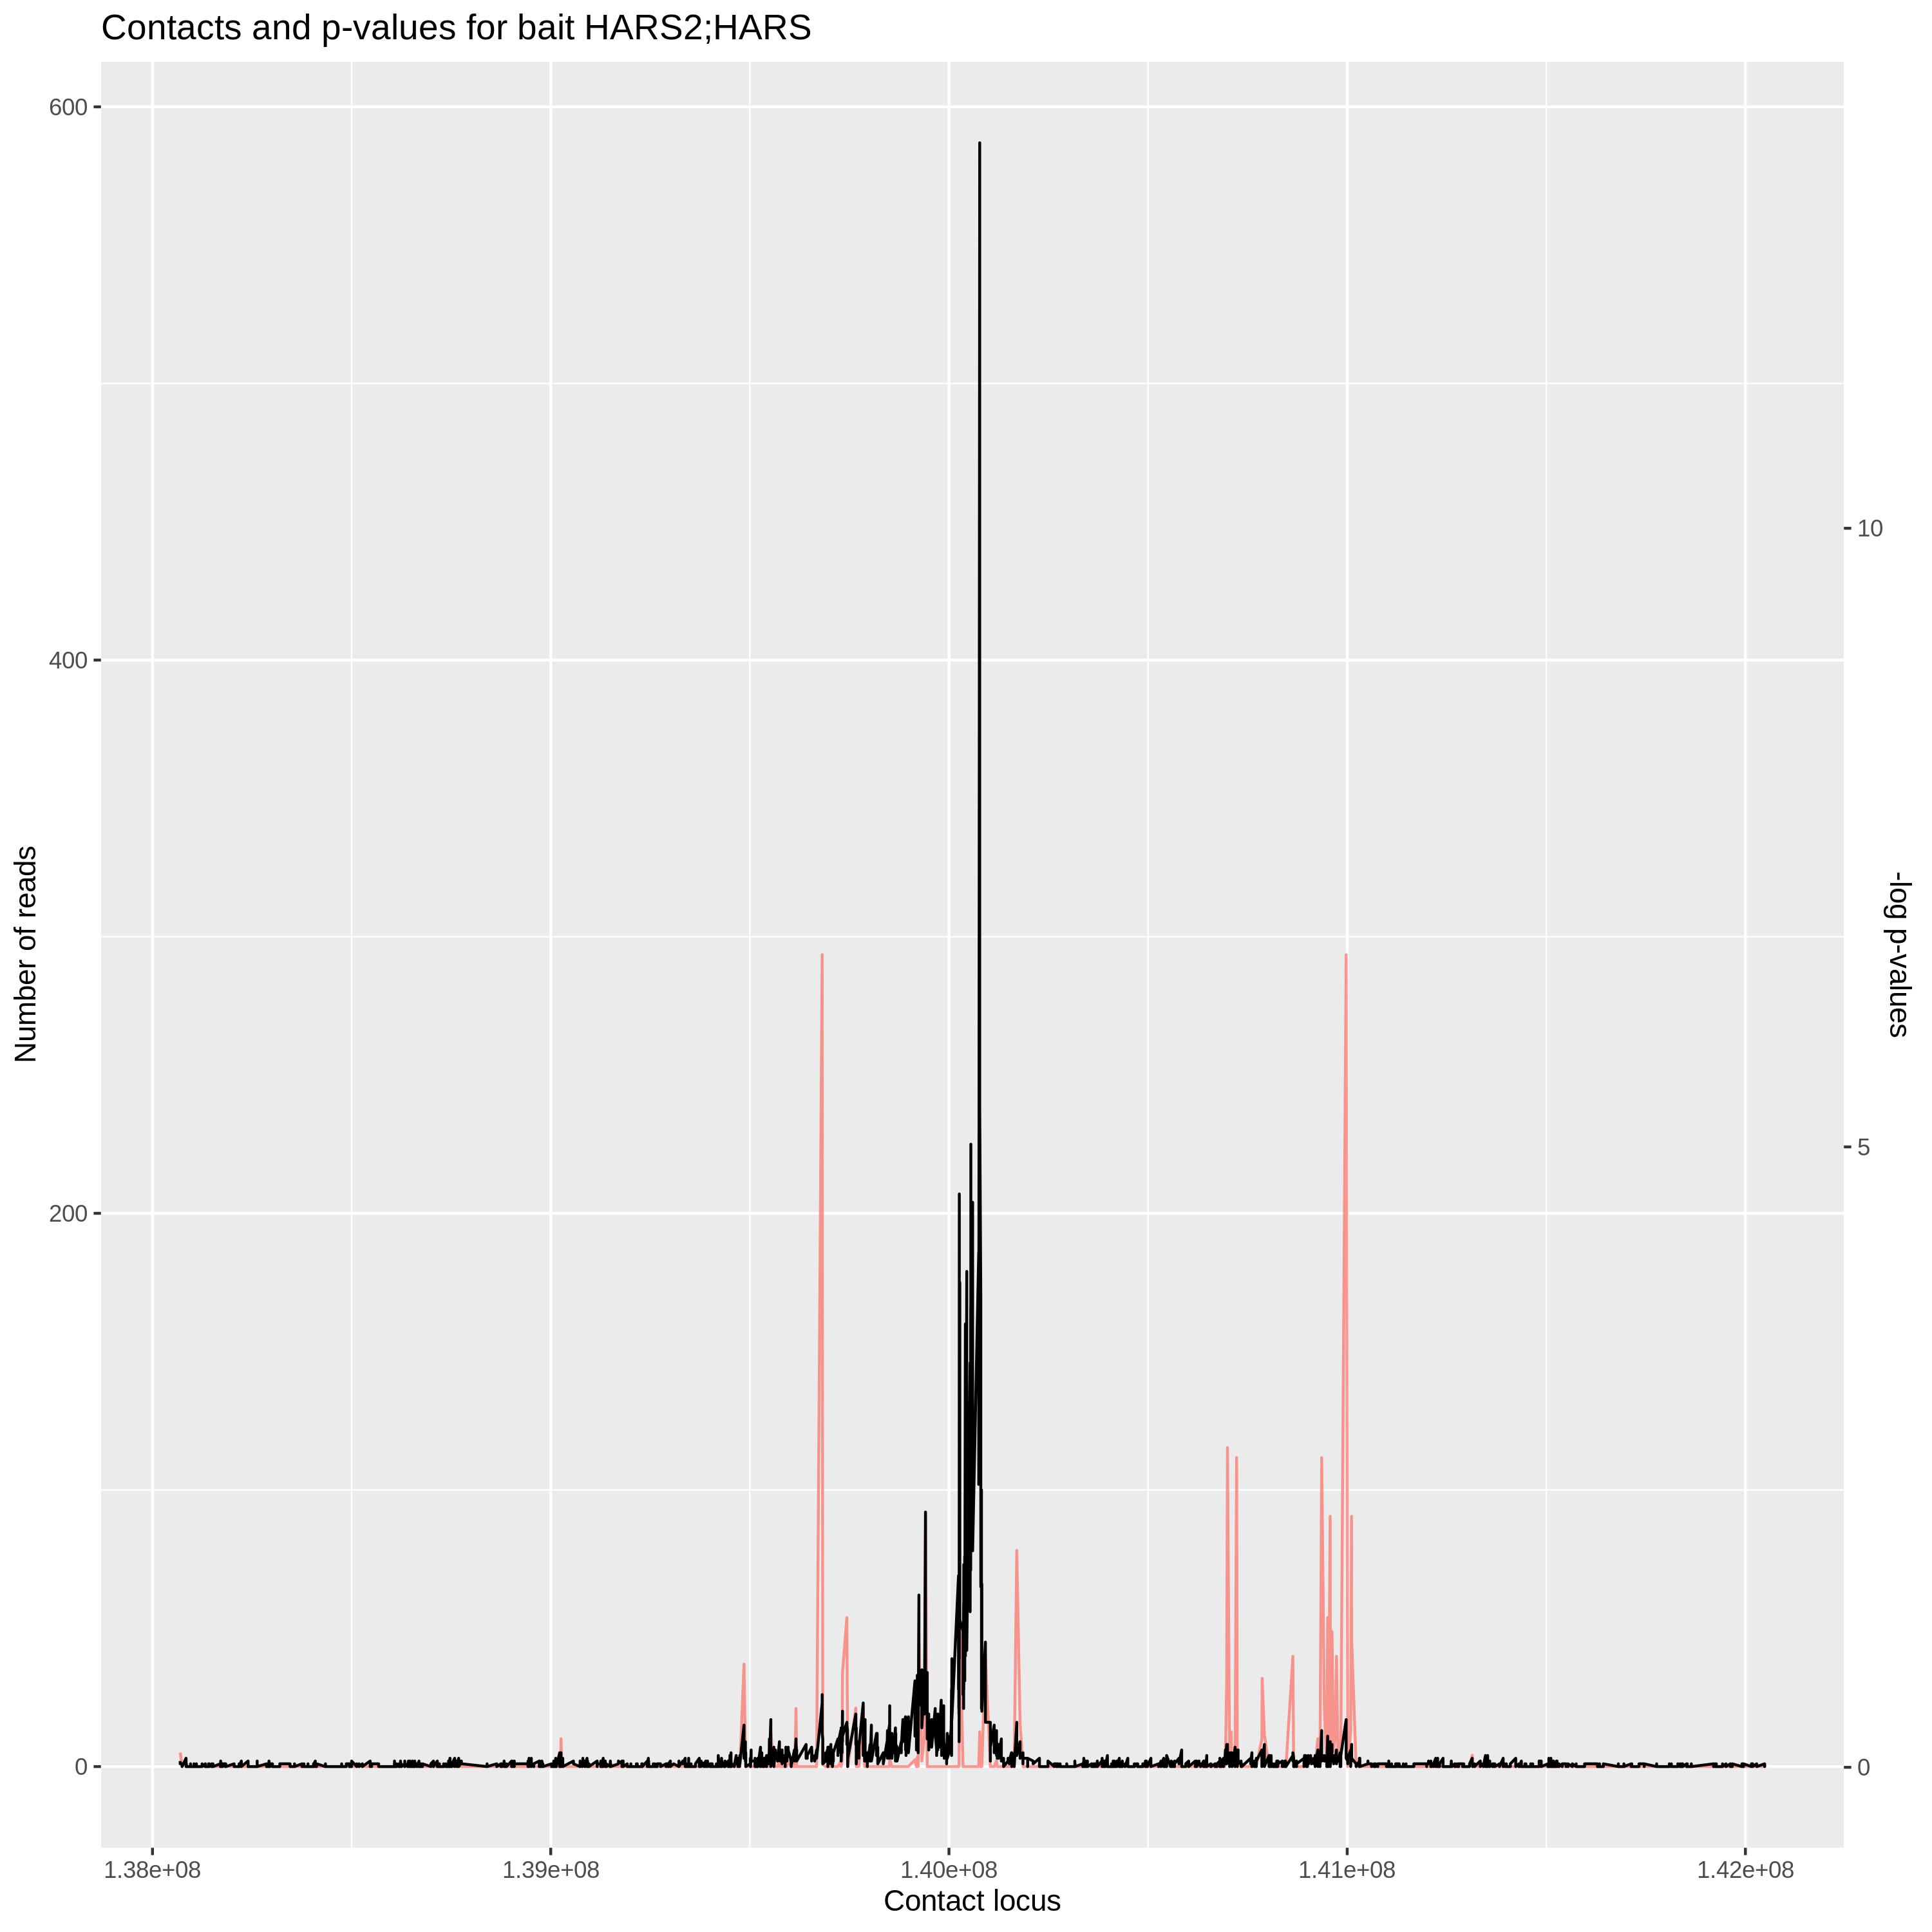 Contacts and p-values for bait HARS2;HARS
600
400
200
0
Number of reads
10
5
0
-log p-values
1.38e+08
1.39e+08
1.40e+08
1.41e+08
1.42e+08
Contact locus